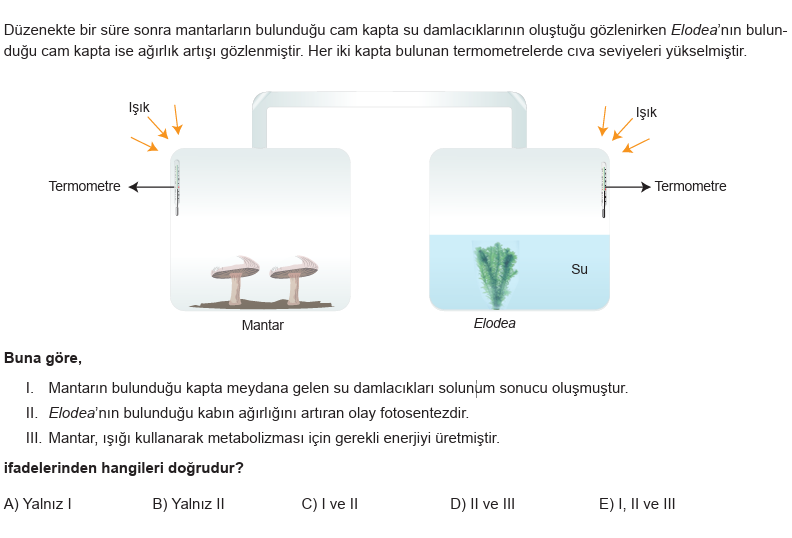 Düzenekte bir süre sonra mantarların bulunduğu cam kapta su damlacıklarının oluştuğu gözlenirken Elodea'nın bulun-
duğu cam kapta ise ağırlık artışı gözlenmiştir. Her iki kapta bulunan termometrelerde cıva seviyeleri yükselmiştir.
Işık
Işık
Termometre
Termometre
Su
Mantar
Elodea
Buna göre,
I. Mantarın bulunduğu kapta meydana gelen su damlacıkları solunum sonucu oluşmuştur.
II. Elodea'nın bulunduğu kabın ağırlığını artıran olay fotosentezdir.
III. Mantar, ışığı kullanarak metabolizması için gerekli enerjiyi üretmiştir.
ifadelerinden hangileri doğrudur?
A) Yalnız I B) Yalnız II C) I ve II D) II ve III E) I, II ve III